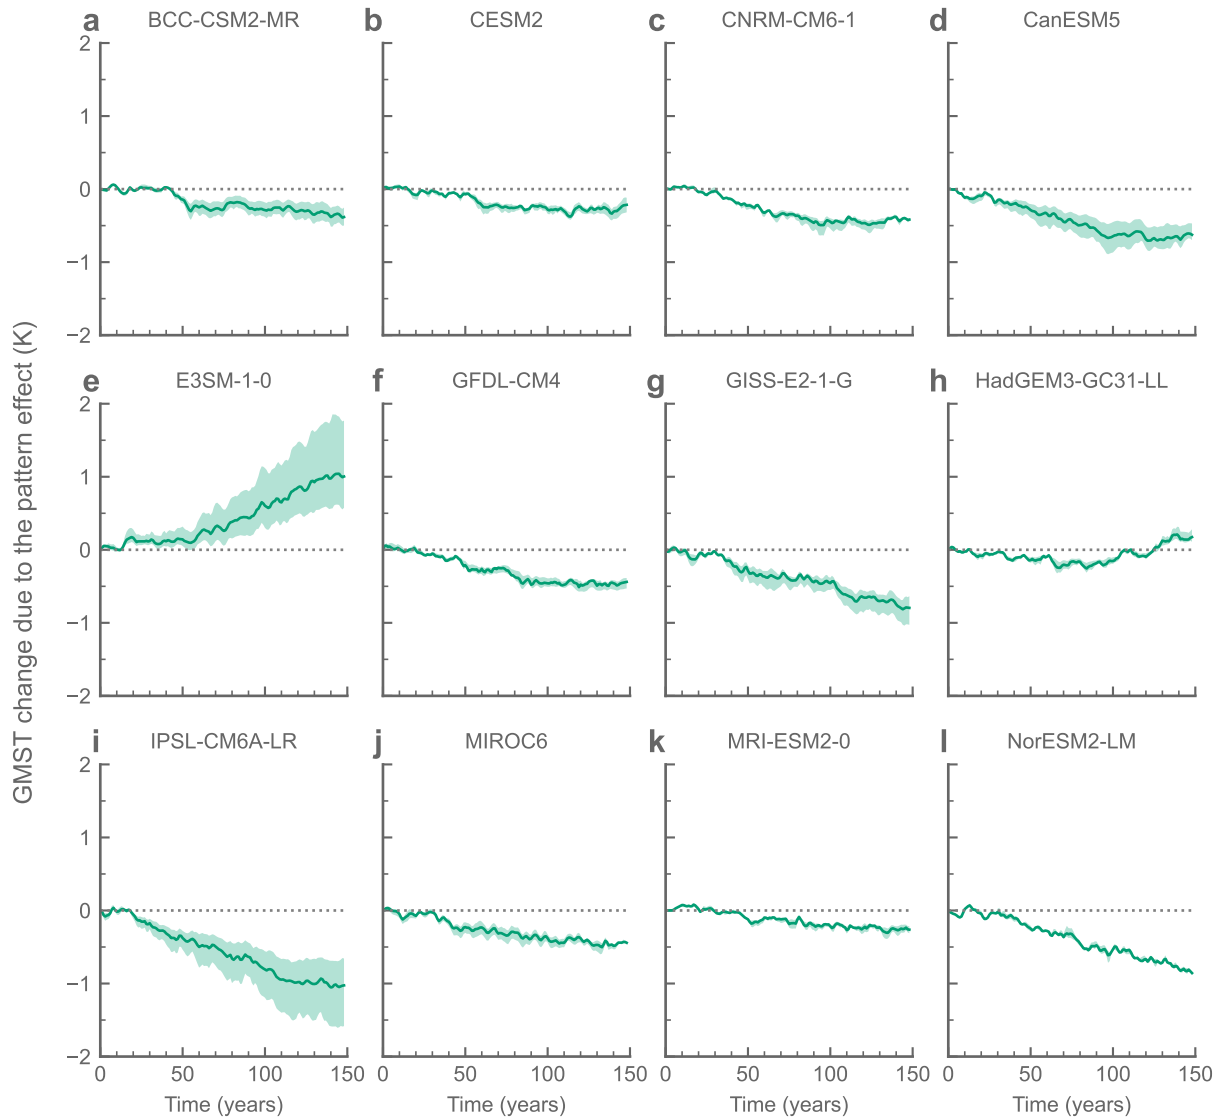 a BCC-CSM2-MR
b CESM2
c CNRM-CM6-1
d CanESM5
2
1
0
−1
−2
e E3SM-1-0
f GFDL-CM4
g GISS-E2-1-G
h HadGEM3-GC31-LL
2
1
0
−1
−2
GMST change due to the pattern effect (K)
i IPSL-CM6A-LR
j MIROC6
k MRI-ESM2-0
l NorESM2-LM
2
1
0
−1
−2
0 50 100 150
0 50 100 150
0 50 100 150
0 50 100 150
Time (years)
Time (years)
Time (years)
Time (years)